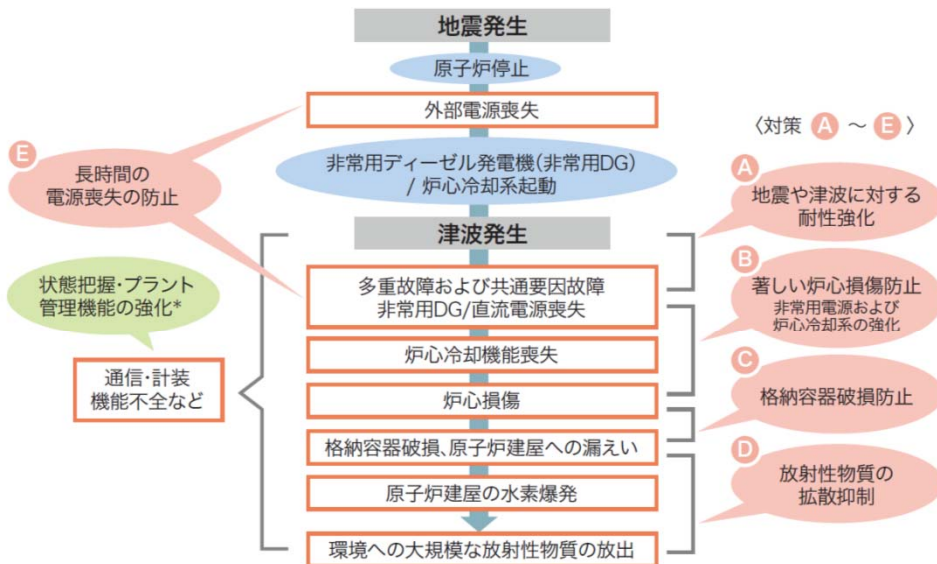 地震発生
原子炉停止
外部電源喪失
〈対策 A ～ E 〉
E
長時間の
電源喪失の防止
非常用ディーゼル発電機(非常用DG)
/ 炉心冷却系起動
A
地震や津波に対する
耐性強化
津波発生
状態把握・プラント
管理機能の強化*
多重故障および共通要因故障
非常用DG/直流電源喪失
B
著しい炉心損傷防止
非常用電源および
炉心冷却系の強化
炉心冷却機能喪失
通信・計装
機能不全など
炉心損傷
C
格納容器破損防止
格納容器破損、原子炉建屋への漏えい
D
放射性物質の
拡散抑制
原子炉建屋の水素爆発
環境への大規模な放射性物質の放出